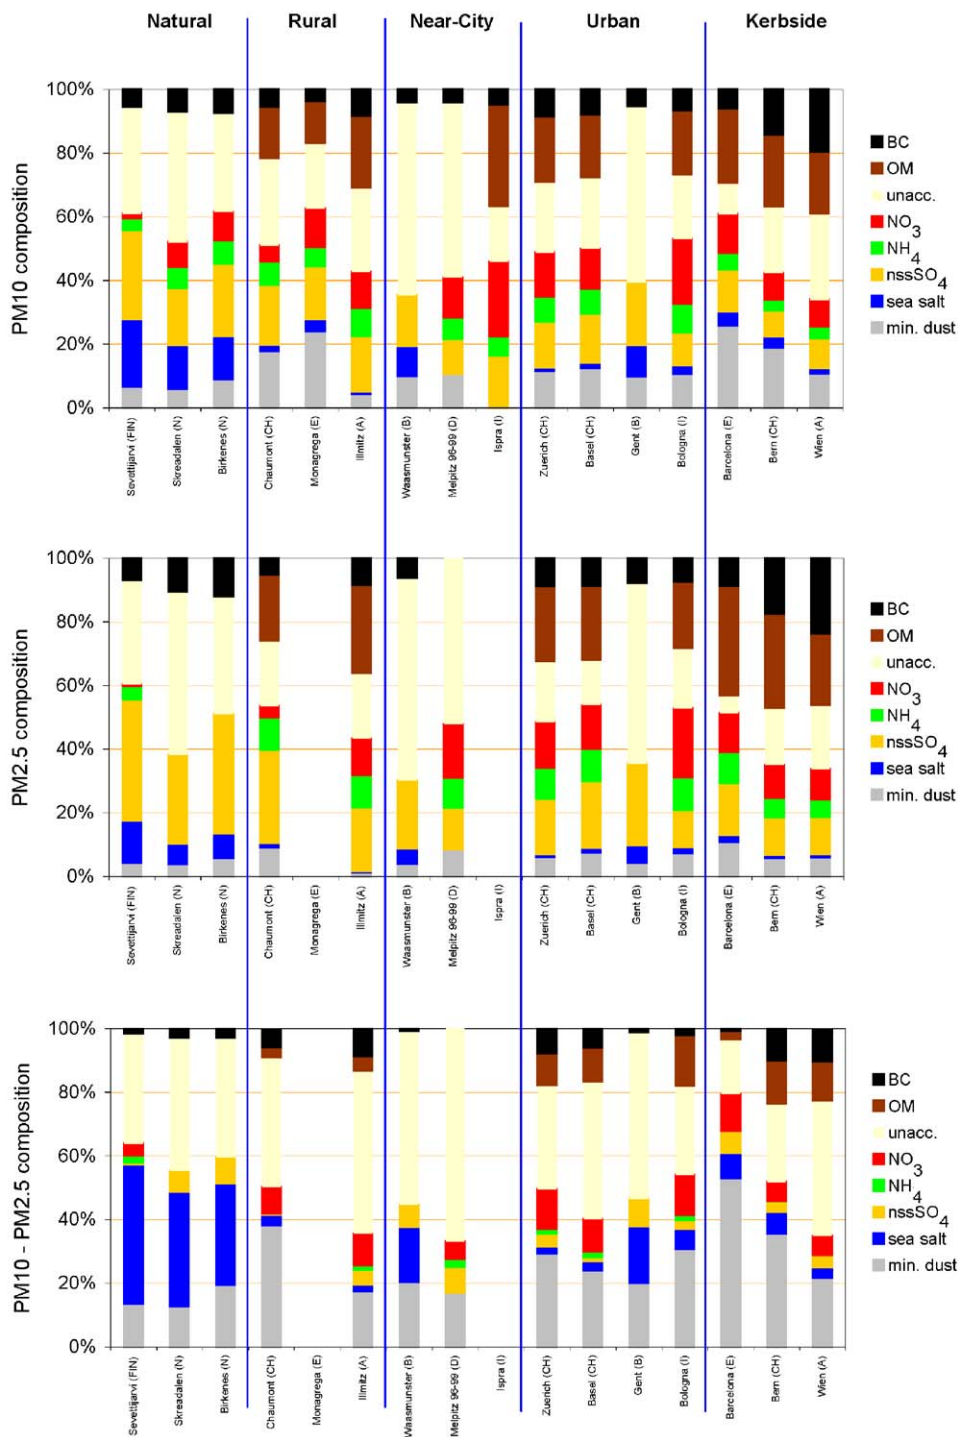 Natural Rural Near-City Urban Kerbside
PM10 composition
100%
80%
60%
40%
20%
0%
Sevettijarvi (FIN)
Skreadalen (N)
Birkenes (N)
Chaumont (CH)
Monagrega (E)
Illmitz (A)
Waasmunster (B)
Melpitz 96-99 (D)
Ispra (I)
Zuerich (CH)
Basel (CH)
Gent (B)
Bologna (I)
Barcelona (E)
Bern (CH)
Wien (A)
BC
OM
unacc.
NO3
NH4
nssSO4
sea salt
min. dust
PM2.5 composition
100%
80%
60%
40%
20%
0%
Sevettijarvi (FIN)
Skreadalen (N)
Birkenes (N)
Chaumont (CH)
Monagrega (E)
Illmitz (A)
Waasmunster (B)
Melpitz 96-99 (D)
Ispra (I)
Zuerich (CH)
Basel (CH)
Gent (B)
Bologna (I)
Barcelona (E)
Bern (CH)
Wien (A)
BC
OM
unacc.
NO3
NH4
nssSO4
sea salt
min. dust
PM10 - PM2.5 composition
100%
80%
60%
40%
20%
0%
Sevettijarvi (FIN)
Skreadalen (N)
Birkenes (N)
Chaumont (CH)
Monagrega (E)
Illmitz (A)
Waasmunster (B)
Melpitz 96-99 (D)
Ispra (I)
Zuerich (CH)
Basel (CH)
Gent (B)
Bologna (I)
Barcelona (E)
Bern (CH)
Wien (A)
BC
OM
unacc.
NO3
NH4
nssSO4
sea salt
min. dust